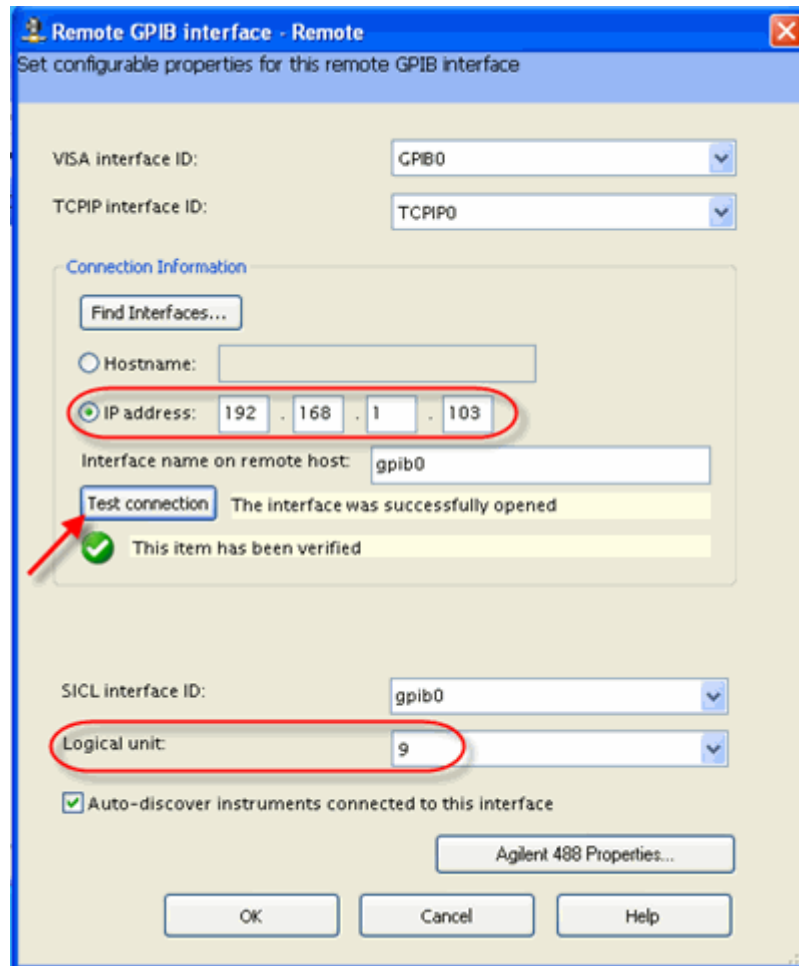 Remote GPIB interface - Remote
Set configurable properties for this remote GPIB interface
VISA interface ID: GPIB0
TCPIP interface ID: TCPIP0
Connection Information
Find Interfaces...
Hostname:
IP address: 192 . 168 . 1 . 103
Interface name on remote host: gpib0
Test connection The interface was successfully opened
This item has been verified
SICL interface ID: gpib0
Logical unit: 9
Auto-discover instruments connected to this interface
Agilent 488 Properties...
OK Cancel Help